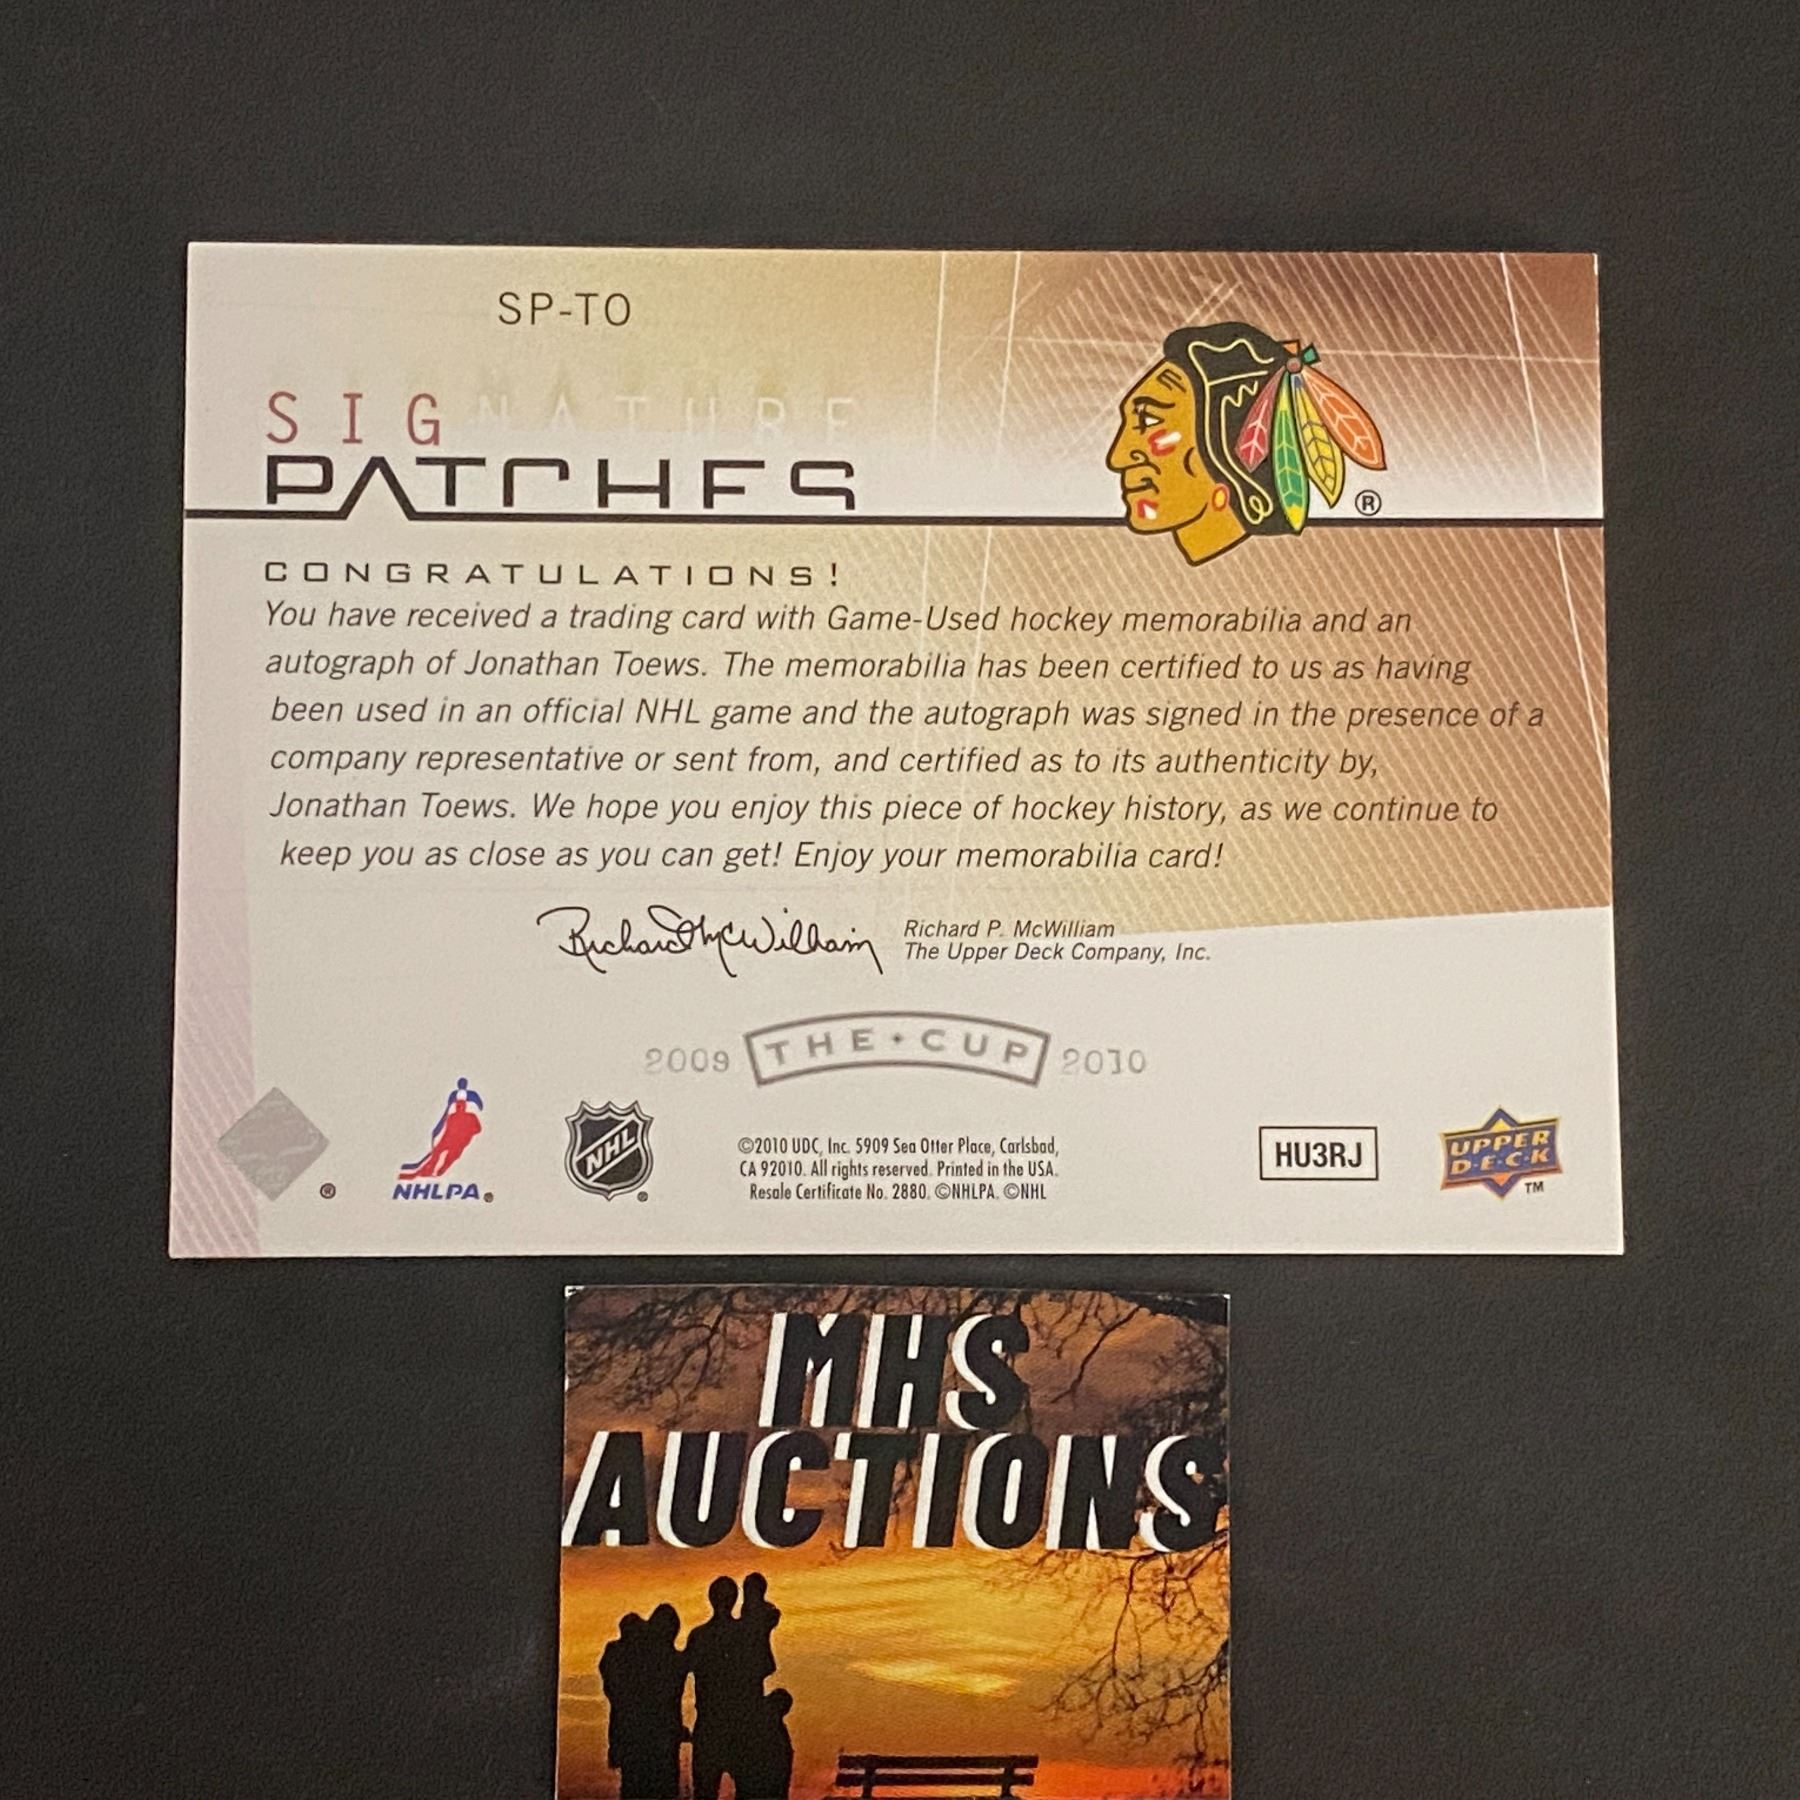 SP-TO
SIGNATURE
PATCHES
®
CONGRATULATIONS!
You have received a trading card with Game-Used hockey memorabilia and an
autograph of Jonathan Toews. The memorabilia has been certified to us as having
been used in an official NHL game and the autograph was signed in the presence of a
company representative or sent from, and certified as to its authenticity by,
Jonathan Toews. We hope you enjoy this piece of hockey history, as we continue to
keep you as close as you can get! Enjoy your memorabilia card!
Richard McWilliam
Richard P. McWilliam
The Upper Deck Company, Inc.
2009 THE CUP 2010
®
NHLPA®
NHL®
©2010 UDC, Inc. 5909 Sea Otter Place, Carlsbad,
CA 92010. All rights reserved. Printed in the USA.
Resale Certificate No. 2880. ©NHLPA. ©NHL
HU3RJ
UPPER
DECK
TM
MHS
AUCTIONS